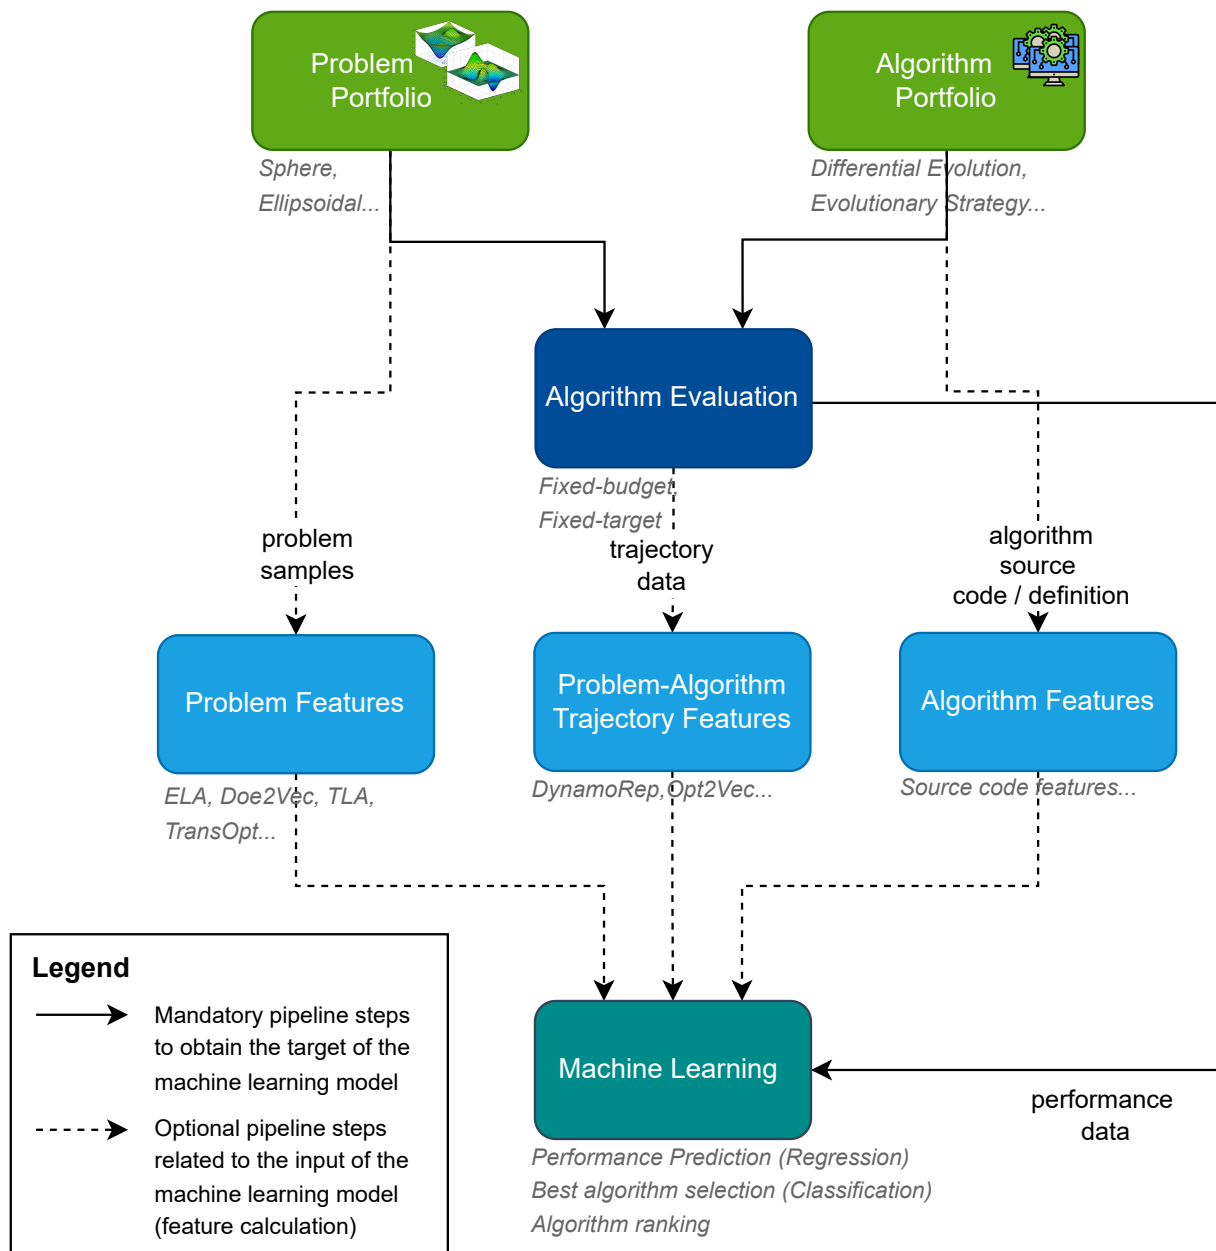 Problem
Portfolio
Algorithm
Portfolio
Sphere,
Ellipsoidal...
Differential Evolution,
Evolutionary Strategy...
Algorithm Evaluation
Fixed-budget,
Fixed-target
problem
samples
trajectory
data
algorithm
source
code / definition
Problem Features
Problem-Algorithm
Trajectory Features
Algorithm Features
ELA, Doe2Vec, TLA,
TransOpt...
DynamoRep,Opt2Vec...
Source code features...
Legend
Mandatory pipeline steps
to obtain the target of the
machine learning model
Optional pipeline steps
related to the input of the
machine learning model
(feature calculation)
Machine Learning
performance
data
Performance Prediction (Regression)
Best algorithm selection (Classification)
Algorithm ranking